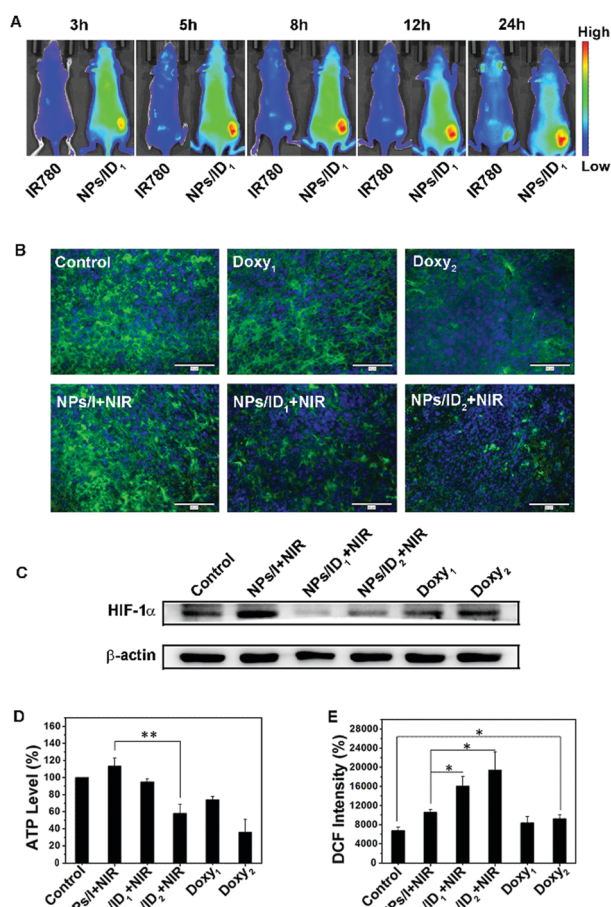 A
3h 5h 8h 12h 24h
High
Low
IR780 NPs/ID₁ IR780 NPs/ID₁ IR780 NPs/ID₁ IR780 NPs/ID₁ IR780 NPs/ID₁
B
Control Doxy₁ Doxy₂
NPs/I+NIR NPs/ID₁+NIR NPs/ID₂+NIR
C
Control NPs/I+NIR NPs/ID₁+NIR NPs/ID₂+NIR Doxy₁ Doxy₂
HIF-1α
β-actin
D
ATP Level (%)
160
140
120
100
80
60
40
20
0
**
Control Ps/I+NIR /ID₁+NIR /ID₂+NIR Doxy₁ Doxy₂
E
DCF Intensity (%)
28000
24000
20000
16000
12000
8000
4000
0
*
*
*
Control Ps/I+NIR /ID₁+NIR /ID₂+NIR Doxy₁ Doxy₂